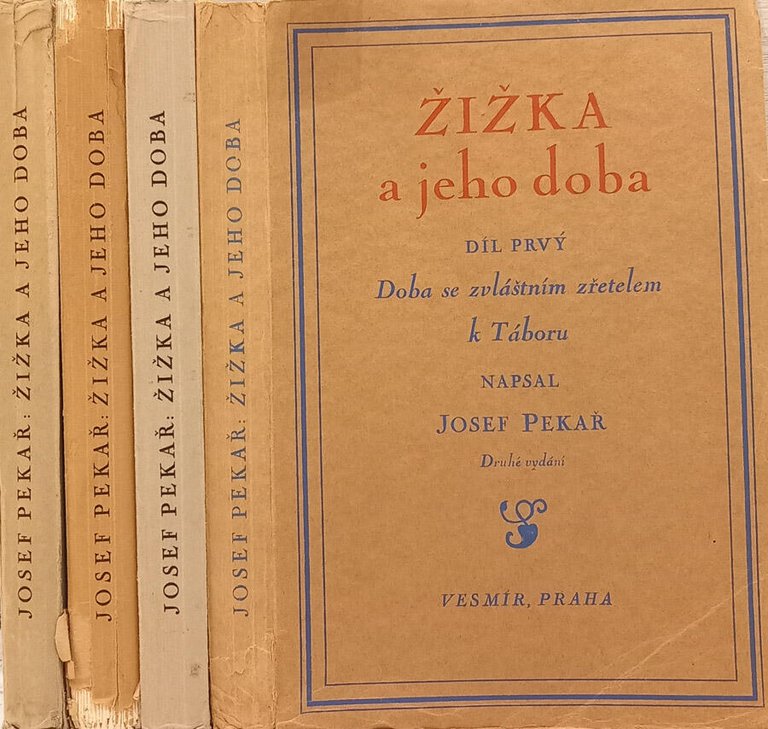 JOSEF PEKAŘ: ŽIŽKA A JEHO DOBA
JOSEF PEKAŘ: ŽIŽKA A JEHO DOBA
JOSEF PEKAŘ: ŽIŽKA A JEHO DOBA
JOSEF PEKAŘ: ŽIŽKA A JEHO DOBA
ŽIŽKA
a jeho doba
DÍL PRVÝ
Doba se zvláštním zřetelem
k Táboru
NAPSAL
JOSEF PEKAŘ
Druhé vydání
VESMÍR, PRAHA